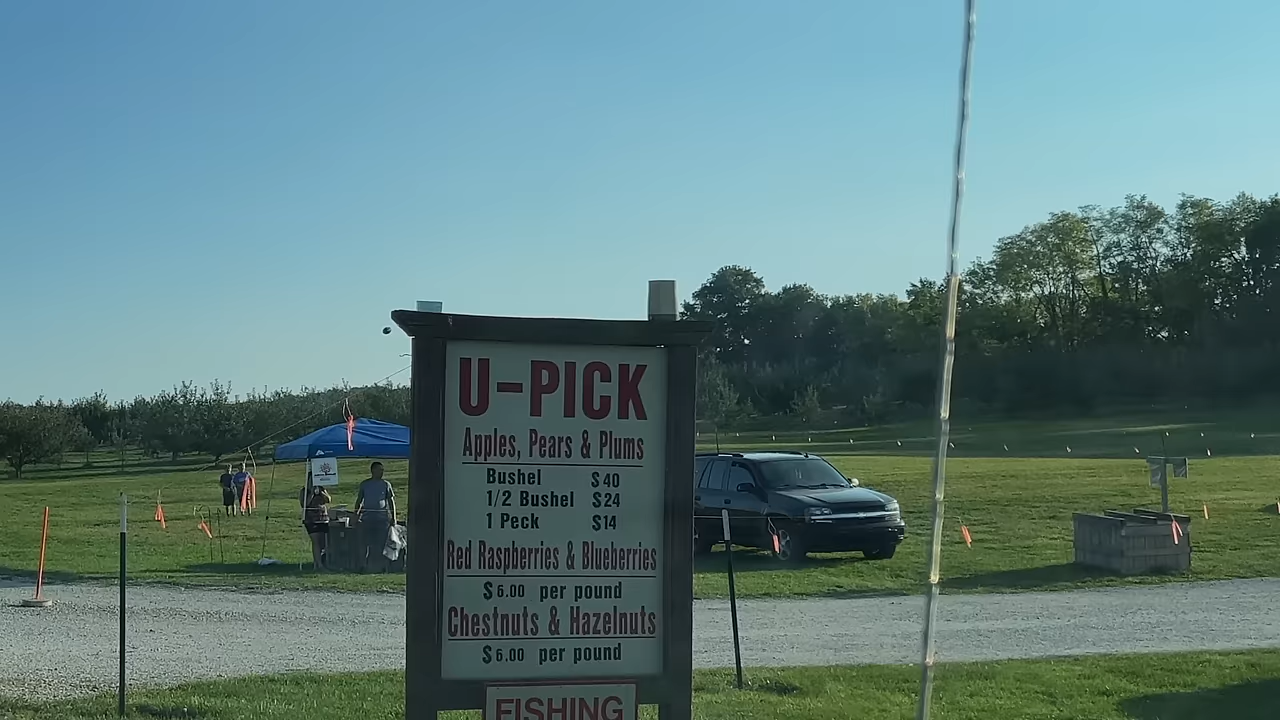 U-PICK
Apples, Pears & Plums
Bushel $40
1/2 Bushel $24
1 Peck $14
Red Raspberries & Blueberries
$6.00 per pound
Chestnuts & Hazelnuts
$6.00 per pound
FISHING